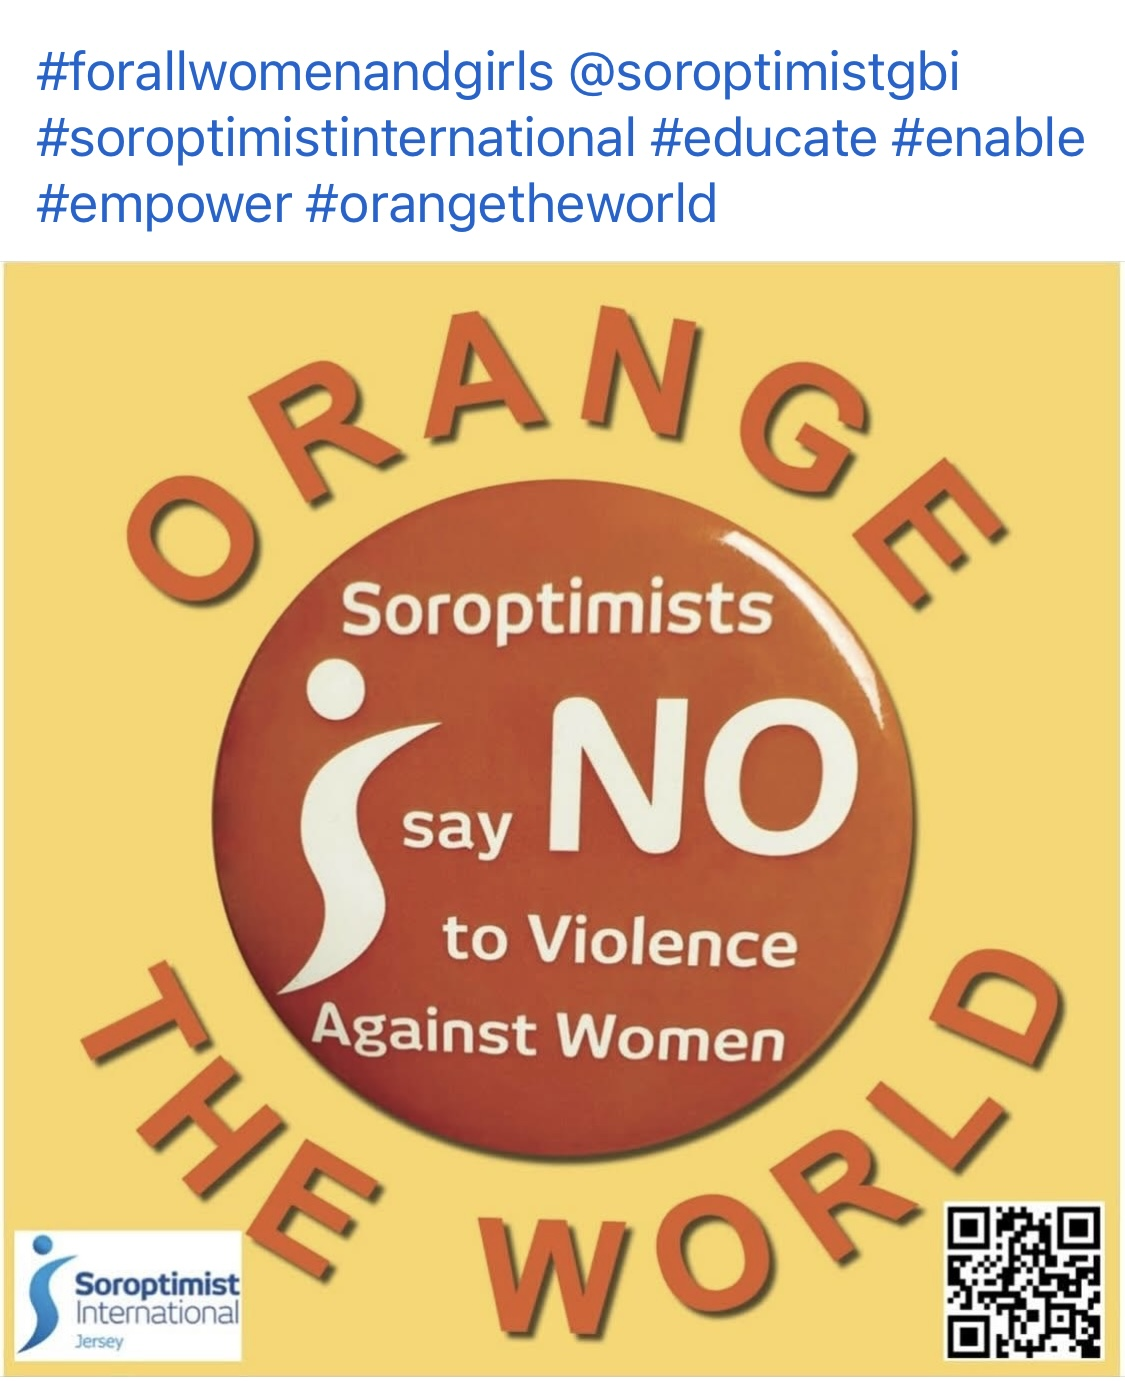 #forallwomenandgirls @soroptimistgbi
#soroptimistinternational #educate #enable
#empower #orangetheworld
ORANGE
Soroptimists
say NO
to Violence
Against Women
THE WORLD
Soroptimist
International
Jersey